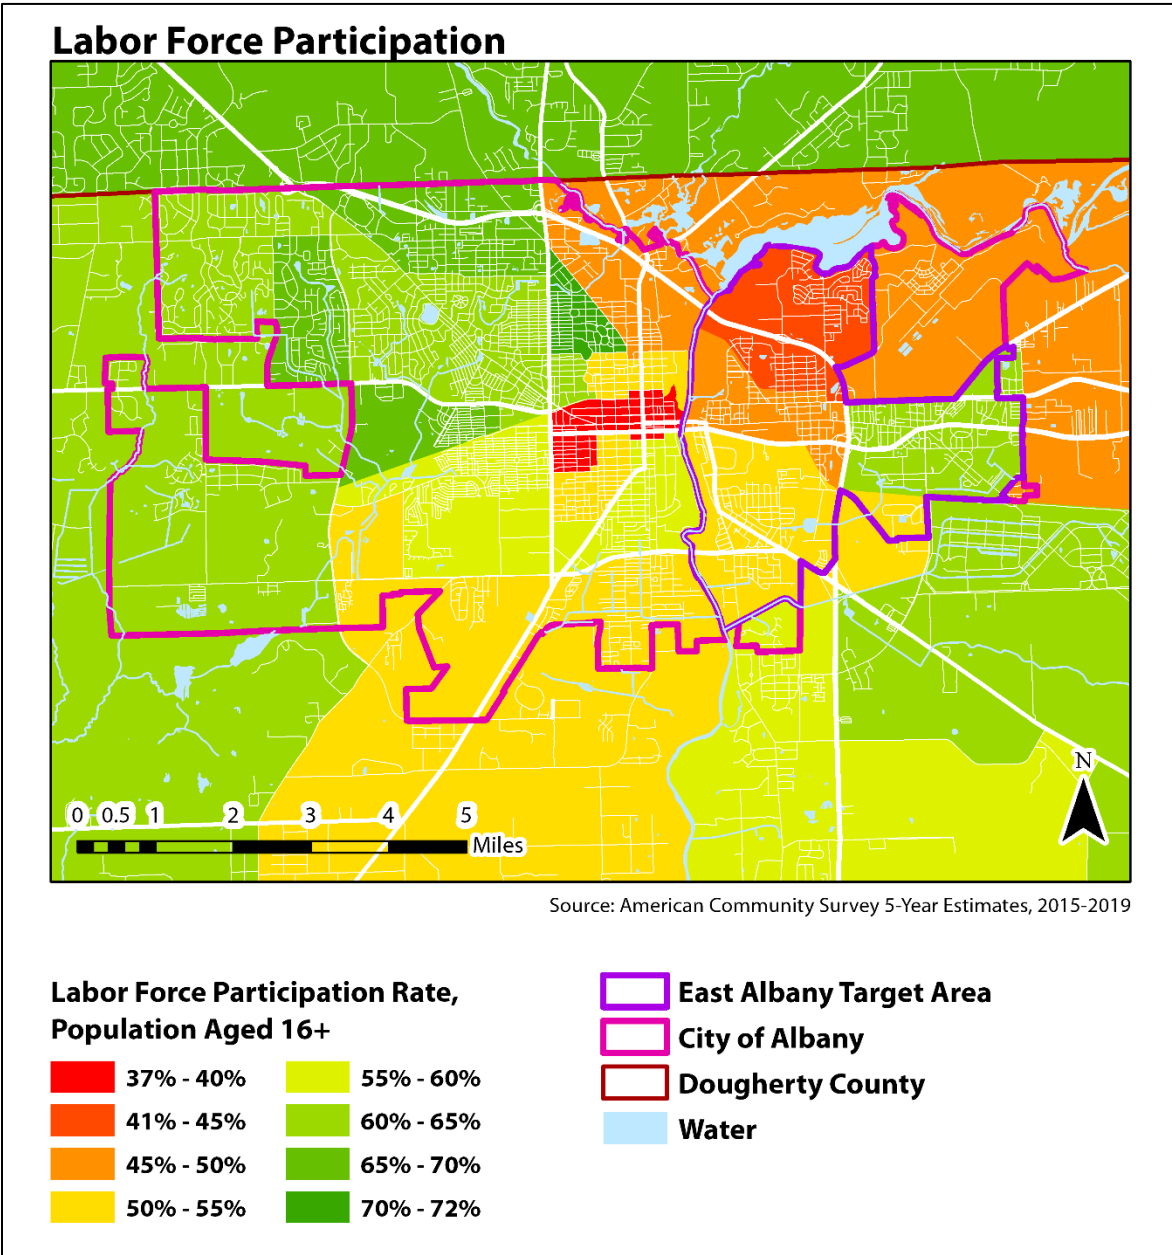 Labor Force Participation
N
0 0.5 1 2 3 4 5
Miles
Source: American Community Survey 5-Year Estimates, 2015-2019
Labor Force Participation Rate,
Population Aged 16+
37% - 40%
41% - 45%
45% - 50%
50% - 55%
55% - 60%
60% - 65%
65% - 70%
70% - 72%
East Albany Target Area
City of Albany
Dougherty County
Water